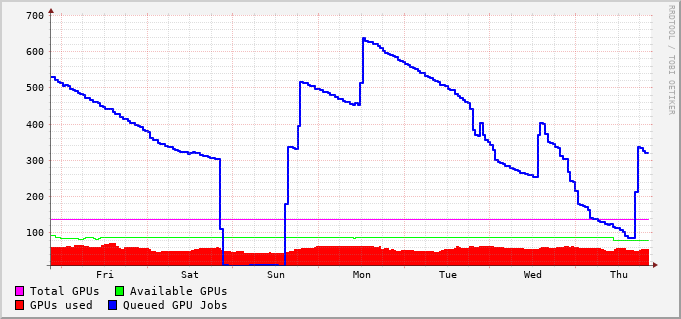 700
600
500
400
300
200
100
Fri Sat Sun Mon Tue Wed Thu
Total GPUs Available GPUs
GPUs used Queued GPU Jobs
RRDTOOL / TOBI OETIKER